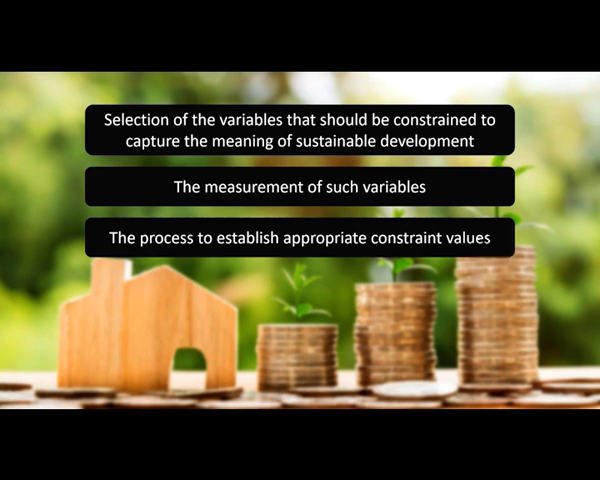 Selection of the variables that should be constrained to
capture the meaning of sustainable development
The measurement of such variables
The process to establish appropriate constraint values